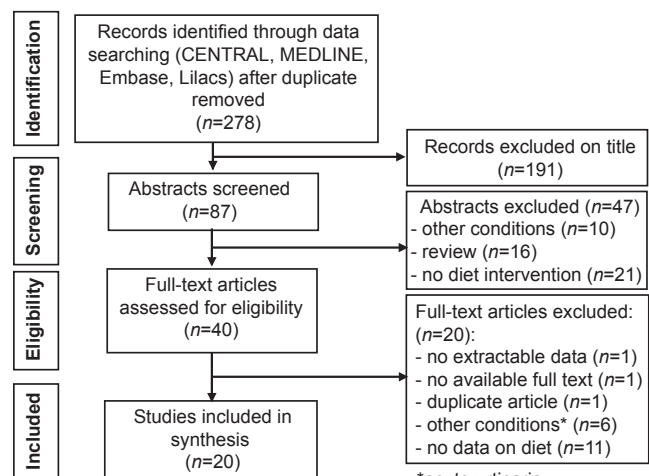 Identification
Records identified through data
searching (CENTRAL, MEDLINE,
Embase, Lilacs) after duplicate
removed
(n=278)
Records excluded on title
(n=191)
Screening
Abstracts screened
(n=87)
Abstracts excluded (n=47)
- other conditions (n=10)
- review (n=16)
- no diet intervention (n=21)
Eligibility
Full-text articles
assessed for eligibility
(n=40)
Full-text articles excluded:
(n=20):
- no extractable data (n=1)
- no available full text (n=1)
- duplicate article (n=1)
- other conditions* (n=6)
- no data on diet (n=11)
Included
Studies included in
synthesis
(n=20)